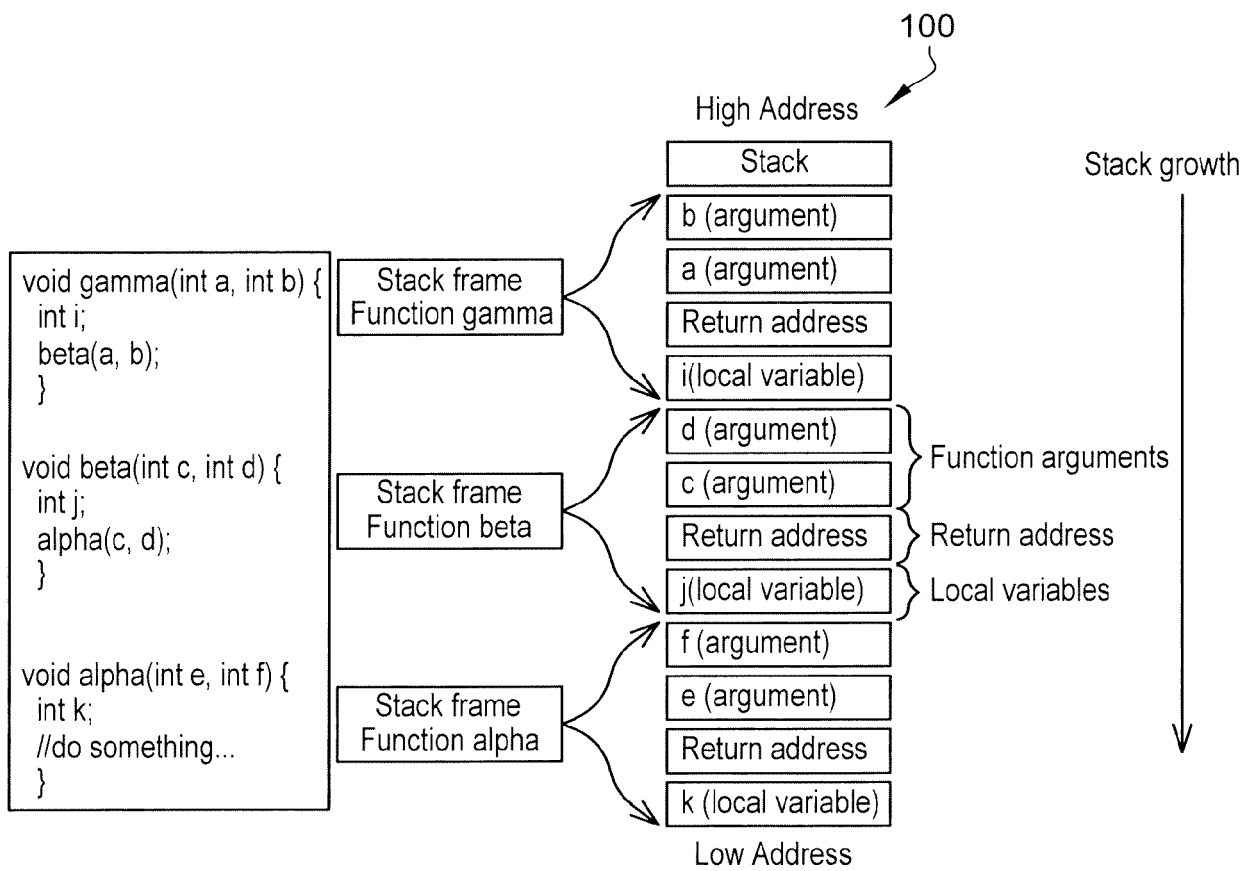 100
High Address
Stack
Stack growth
b (argument)
a (argument)
Return address
i(local variable)
d (argument)
c (argument)
Return address
j(local variable)
f (argument)
e (argument)
Return address
k (local variable)
Low Address
Function arguments
Return address
Local variables
void gamma(int a, int b) {
int i;
beta(a, b);
}
void beta(int c, int d) {
int j;
alpha(c, d);
}
void alpha(int e, int f) {
int k;
//do something...
}
Stack frame
Function gamma
Stack frame
Function beta
Stack frame
Function alpha